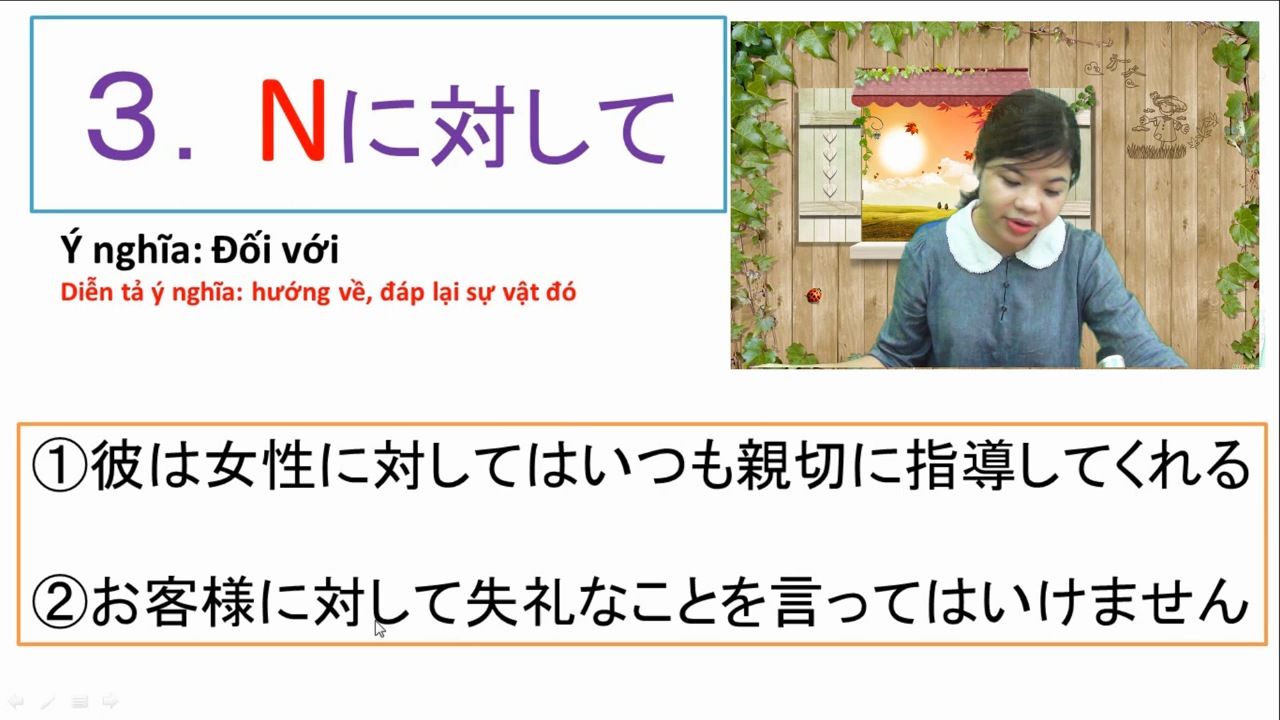 3. Nに対して
Ý nghĩa: Đối với
Diễn tả ý nghĩa: hướng về, đáp lại sự vật đó
①彼は女性に対してはいつも親切に指導してくれる
②お客様に対して失礼なことを言ってはいけません